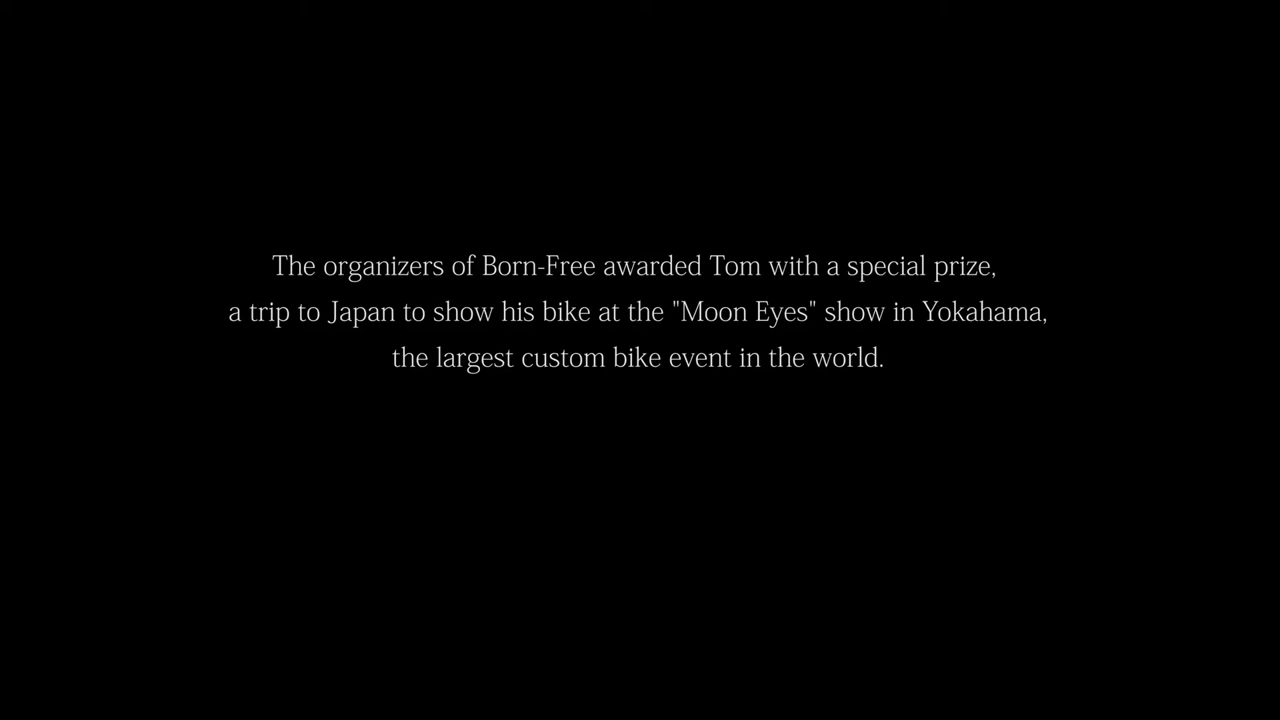 The organizers of Born-Free awarded Tom with a special prize,
a trip to Japan to show his bike at the "Moon Eyes" show in Yokahama,
the largest custom bike event in the world.